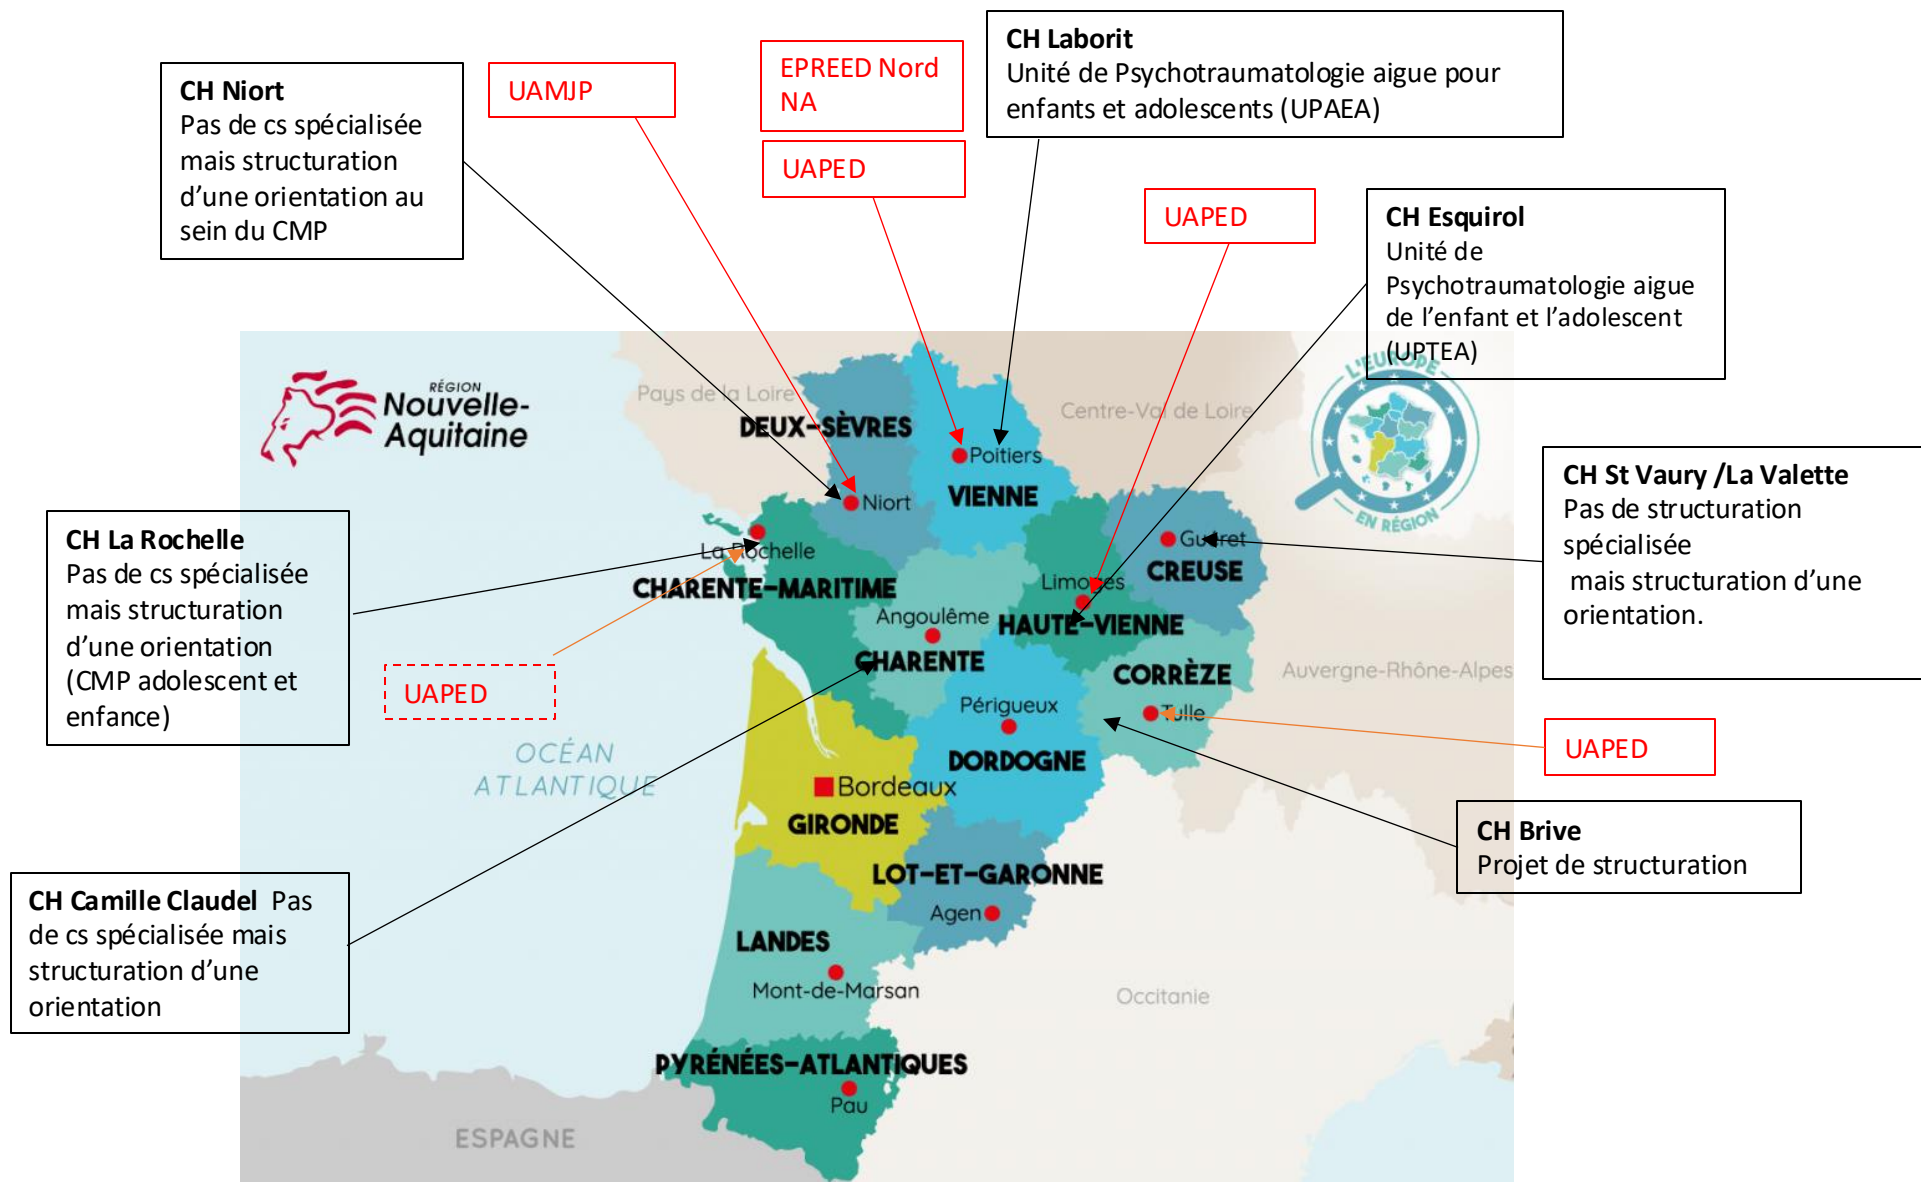 CH Niort
Pas de cs spécialisée
mais structuration
d’une orientation au
sein du CMP
UAMJP
EPREED Nord
NA
UAPED
CH Laborit
Unité de Psychotraumatologie aigue pour
enfants et adolescents (UPAEA)
UAPED
CH Esquirol
Unité de
Psychotraumatologie aigue
de l’enfant et l’adolescent
(UPTEA)
RÉGION
Nouvelle-
Aquitaine
Pays de la Loire
Centre-Val de Loire
L'EUROPE
EN RÉGION
DEUX-SÈVRES
Poitiers
VIENNE
Niort
CH St Vaury /La Valette
Pas de structuration
spécialisée
mais structuration d’une
orientation.
CH La Rochelle
Pas de cs spécialisée
mais structuration
d’une orientation
(CMP adolescent et
enfance)
La Rochelle
CHARENTE-MARITIME
Guéret
CREUSE
Limoges
HAUTE-VIENNE
Angoulême
CHARENTE
UAPED
CORRÈZE
Auvergne-Rhône-Alpes
Périgueux
Tulle
DORDOGNE
UAPED
OCÉAN
ATLANTIQUE
Bordeaux
GIRONDE
CH Brive
Projet de structuration
LOT-ET-GARONNE
Agen
CH Camille Claudel Pas
de cs spécialisée mais
structuration d’une
orientation
LANDES
Mont-de-Marsan
Occitanie
PYRÉNÉES-ATLANTIQUES
Pau
ESPAGNE